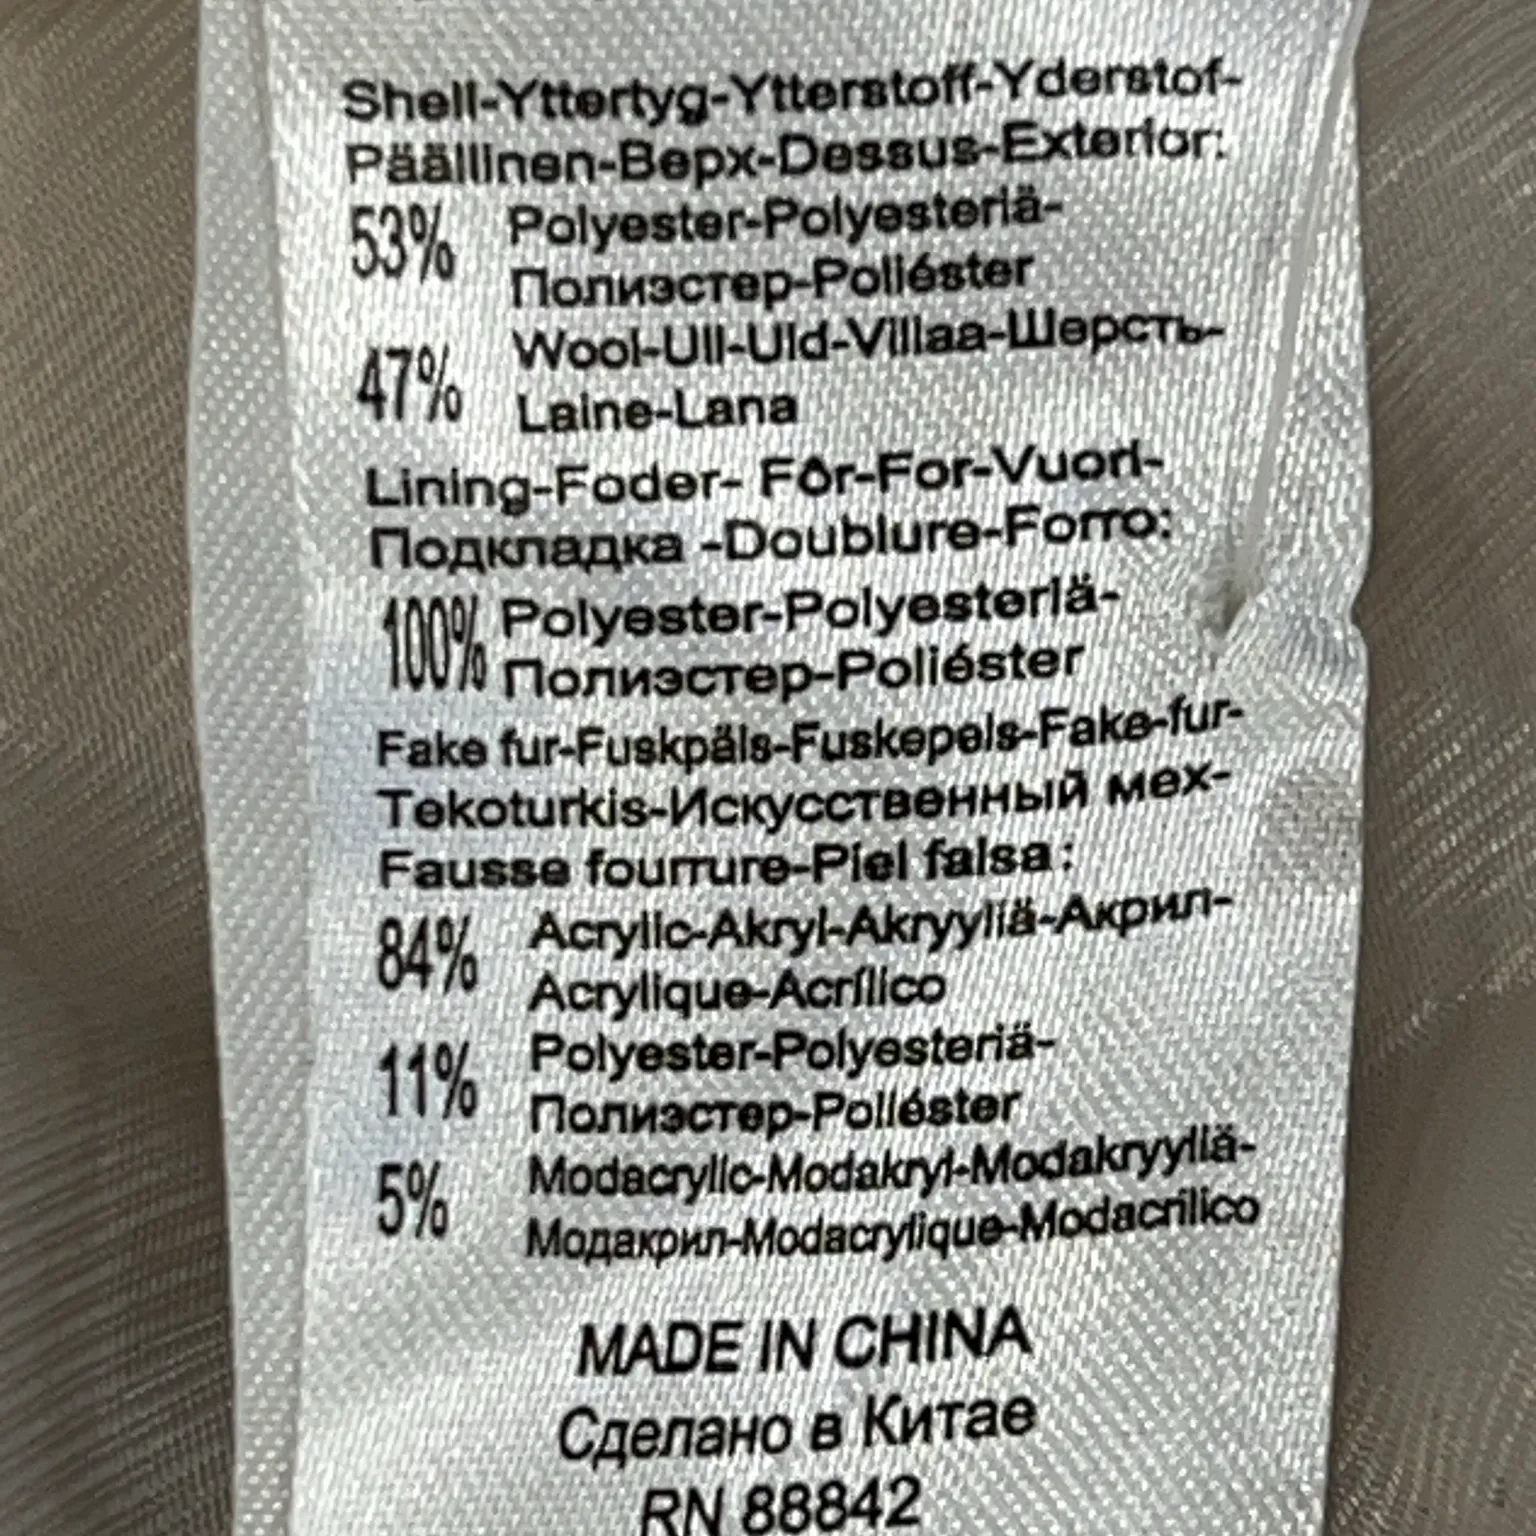 Shell-Yttertyg-Ytterstoff-Yderstof-
Päällinen-Верх-Dessus-Exterior:
53% Polyester-Polyesteriä-
Полиэстер-Poliéster
47% Wool-Ull-Uld-Villaa-Шерсть-
Laine-Lana
Lining-Foder- Fôr-For-Vuori-
Подкладка -Doublure-Forro:
100% Polyester-Polyesteriä-
Полиэстер-Poliéster
Fake fur-Fuskpäls-Fuskepels-Fake-fur-
Tekoturkis-Искусственный мех-
Fausse fourrure-Piel falsa:
84% Acrylic-Akryl-Akryyliä-Акрил-
Acrylique-Acrílico
11% Polyester-Polyesteriä-
Полиэстер-Poliéster
5% Modacrylic-Modakryl-Modakryyliä-
Модакрил-Modacrylique-Modacrilico
MADE IN CHINA
Сделано в Китае
RN 88842